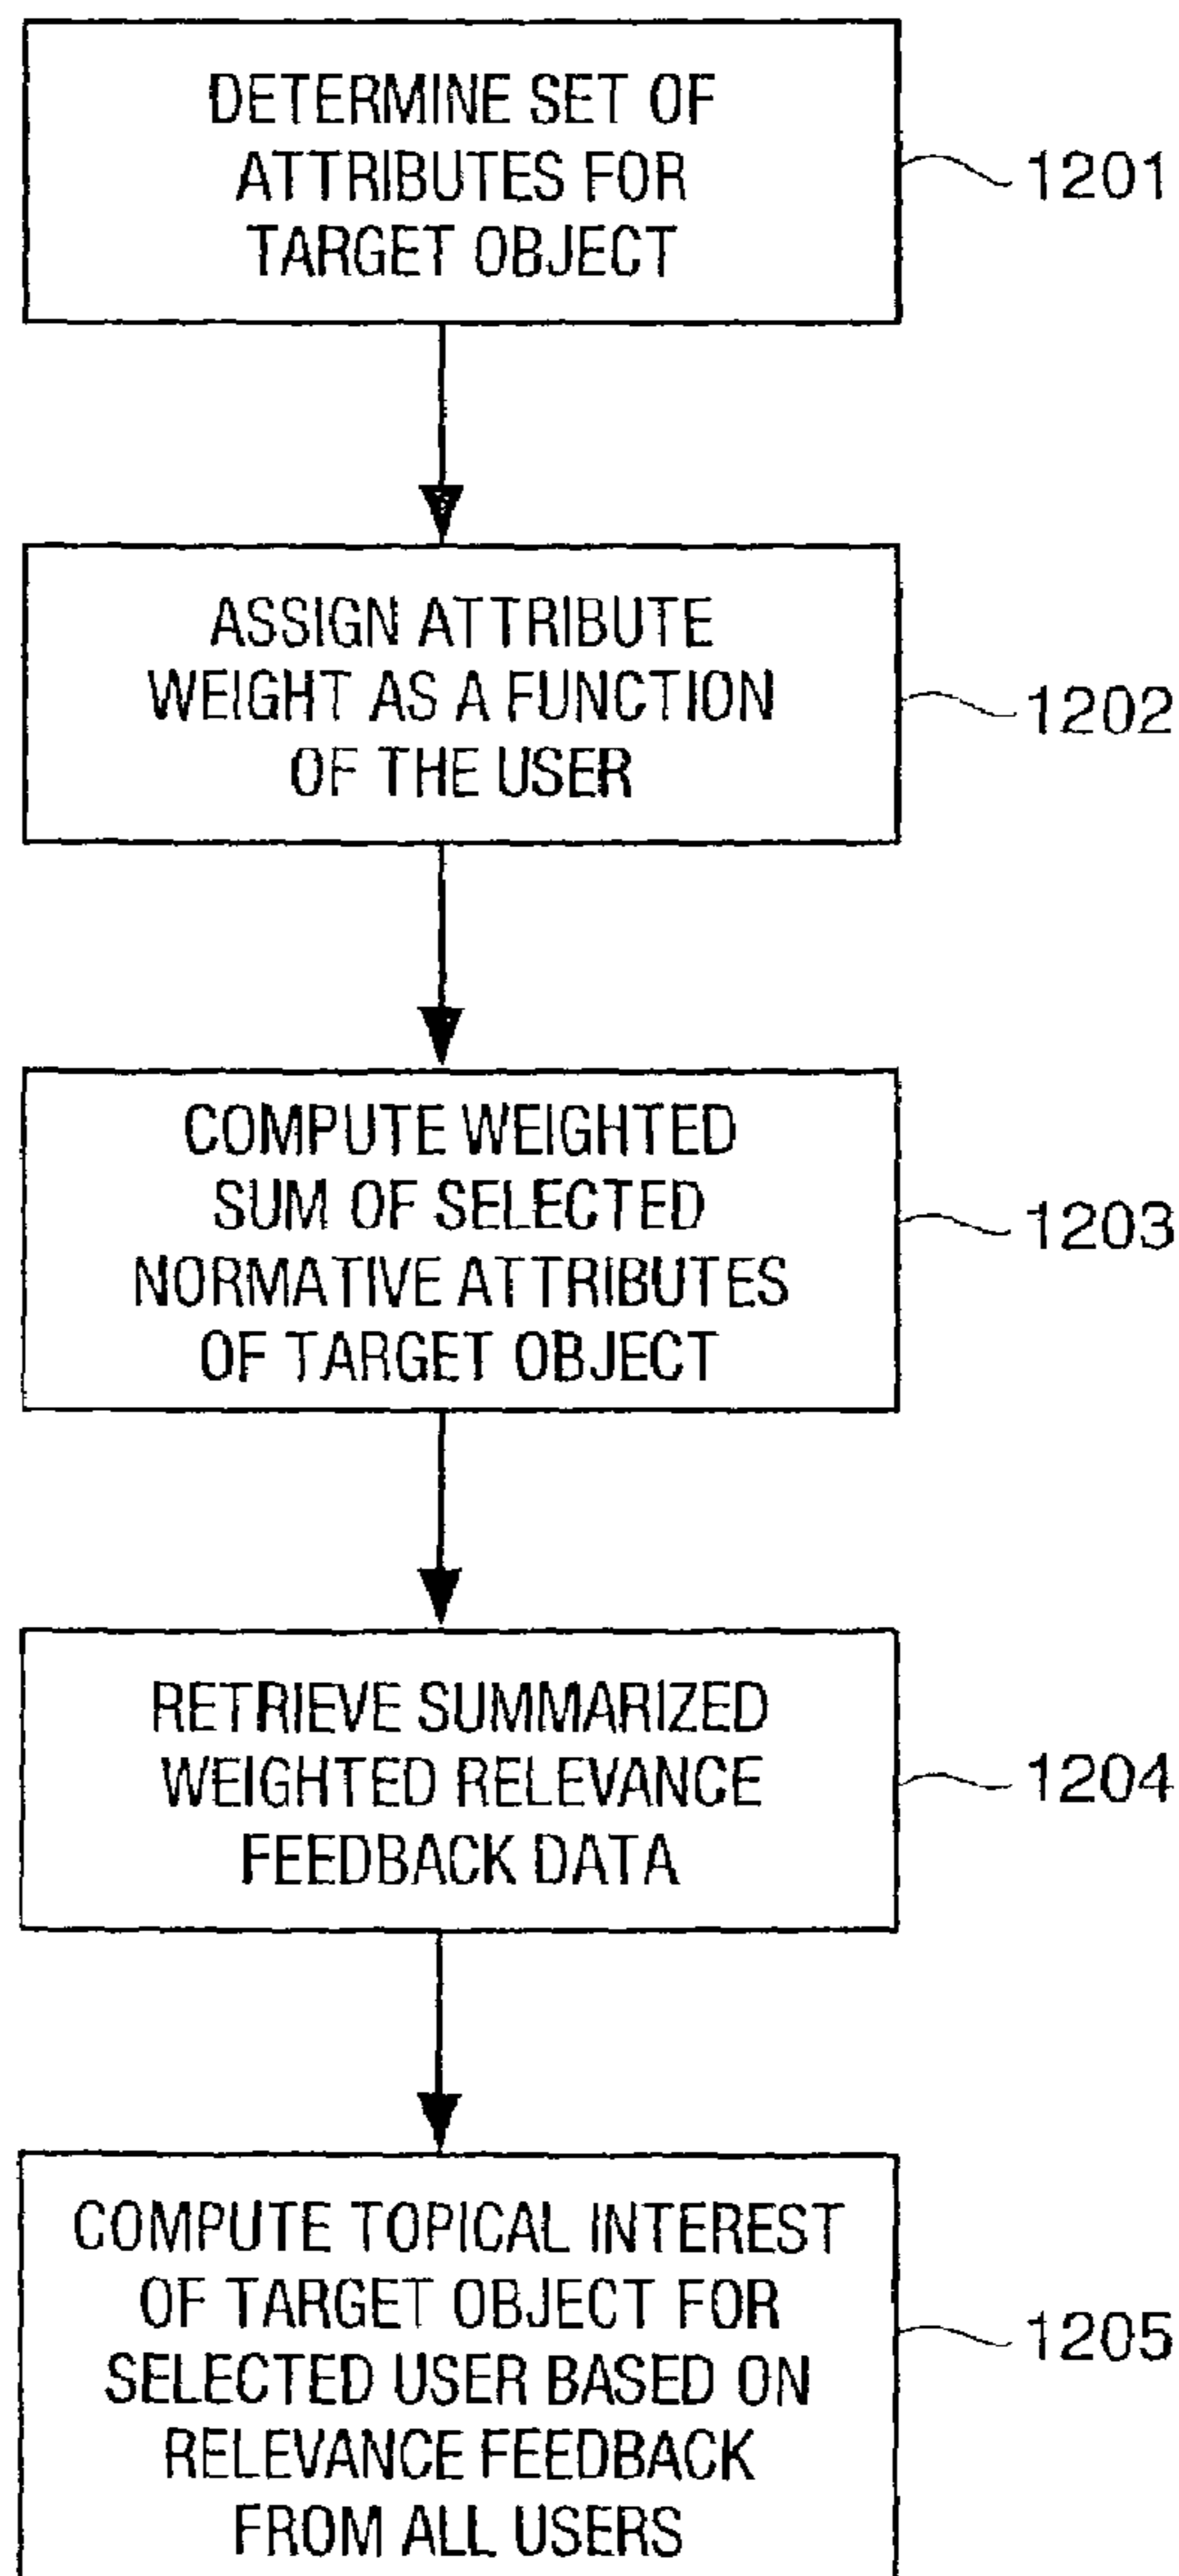 DETERMINE SET OF
ATTRIBUTES FOR
TARGET OBJECT
1201
ASSIGN ATTRIBUTE
WEIGHT AS A FUNCTION
OF THE USER
1202
COMPUTE WEIGHTED
SUM OF SELECTED
NORMATIVE ATTRIBUTES
OF TARGET OBJECT
1203
RETRIEVE SUMMARIZED
WEIGHTED RELEVANCE
FEEDBACK DATA
1204
COMPUTE TOPICAL INTEREST
OF TARGET OBJECT FOR
SELECTED USER BASED ON
RELEVANCE FEEDBACK
FROM ALL USERS
1205